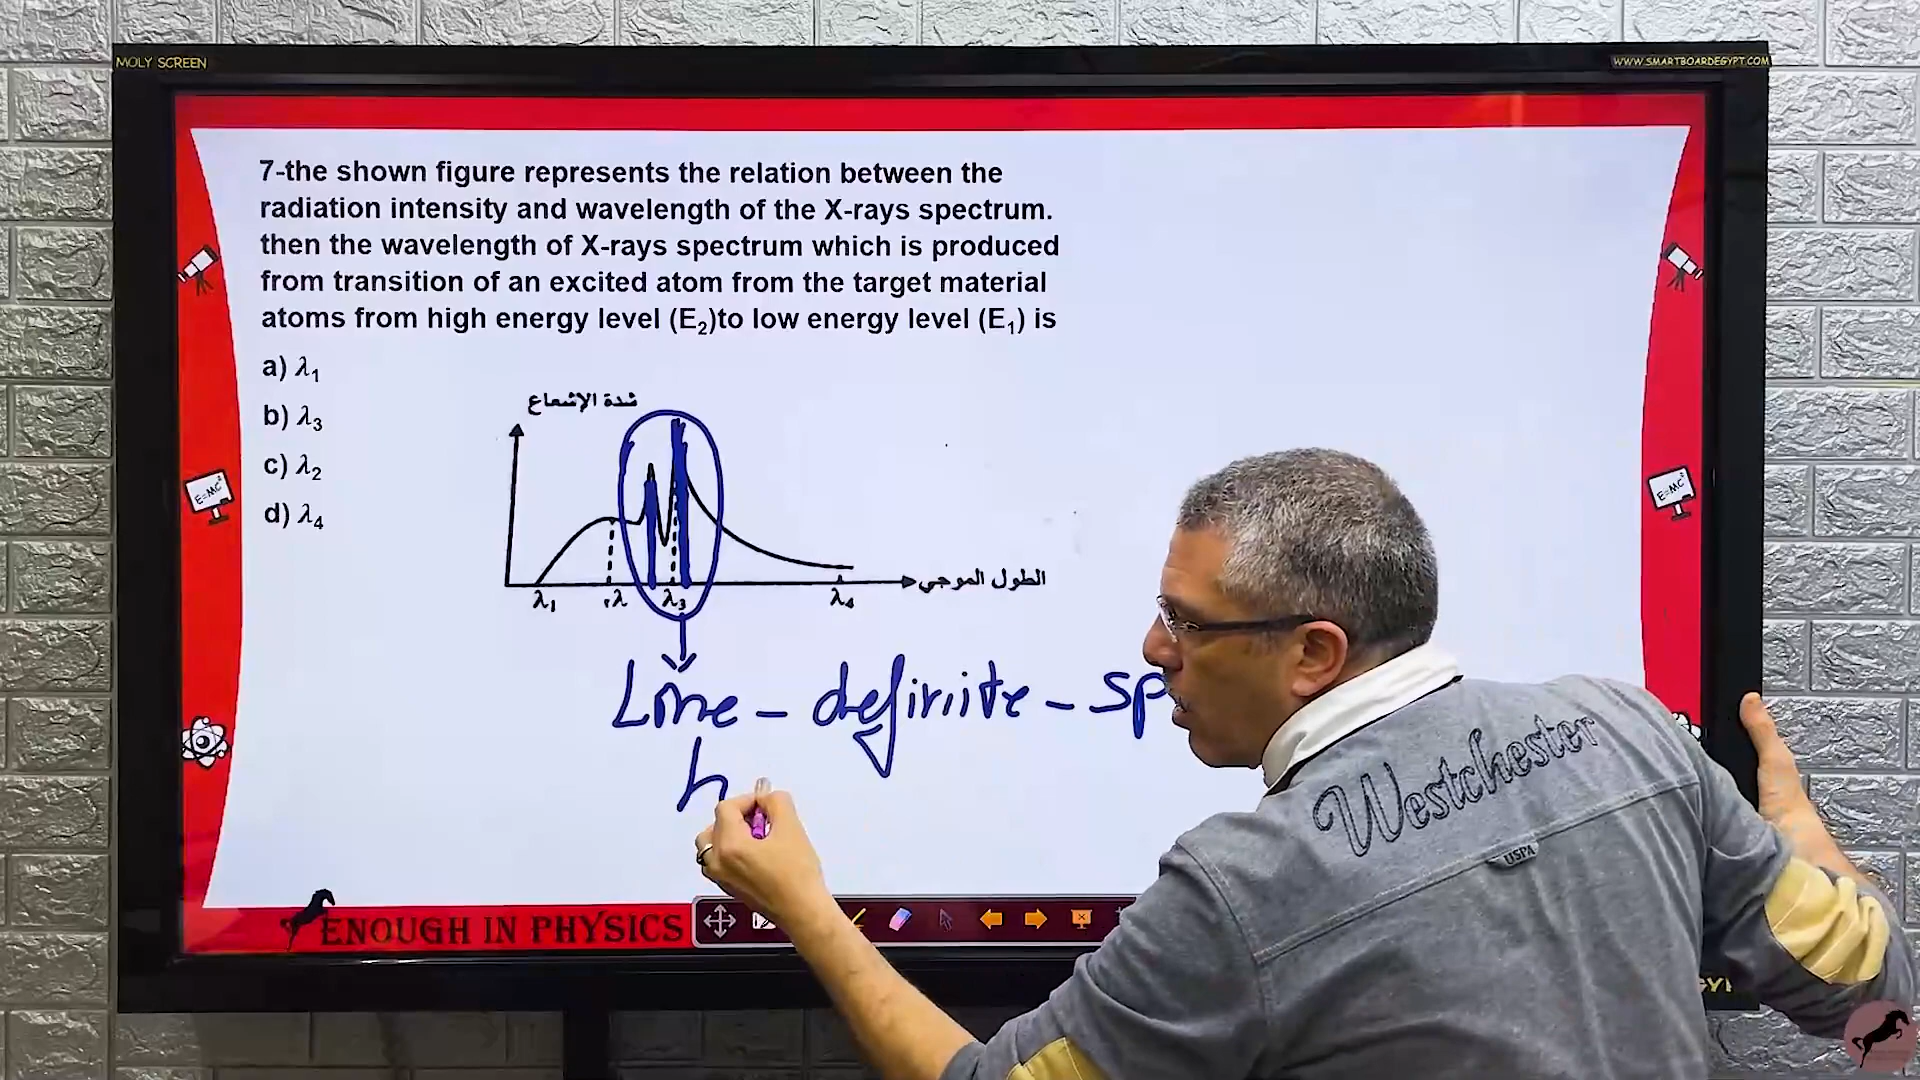 MOLY SCREEN
WWW.SMARTBOARDEGYPT.COM
7-the shown figure represents the relation between the
radiation intensity and wavelength of the X-rays spectrum.
then the wavelength of X-rays spectrum which is produced
from transition of an excited atom from the target material
atoms from high energy level (E₂)to low energy level (E₁) is
a) λ₁
b) λ₃
c) λ₂
d) λ₄
شدة الإشعاع
الطول الموجي
λ₁
٢λ
λ₃
λ₄
Line - definite - sp
h
E=MC²
E=MC²
Westchester
USPA
ENOUGH IN PHYSICS